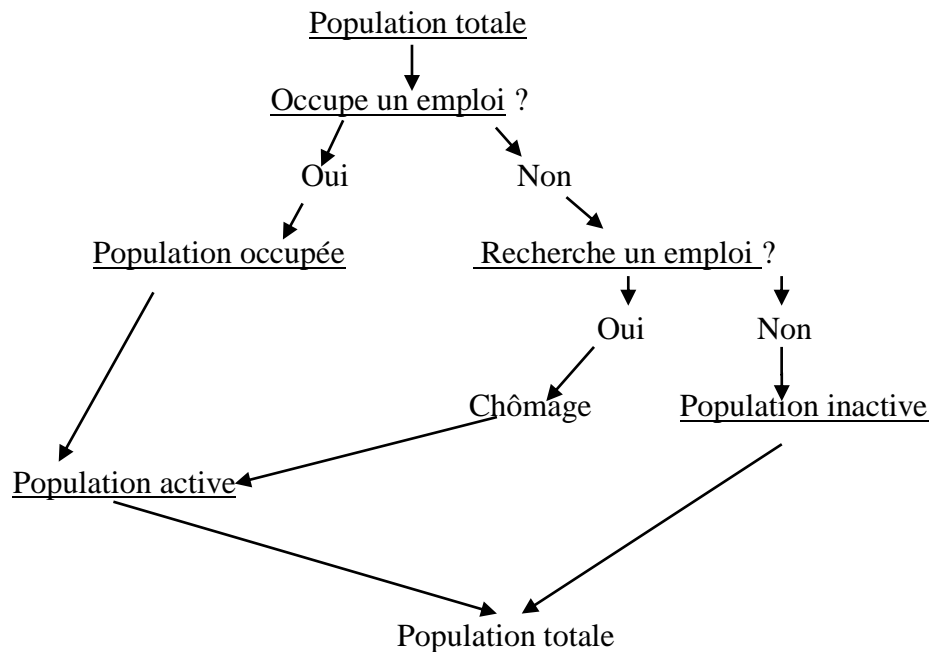 Population totale
Occupe un emploi ?
Oui Non
Population occupée Recherche un emploi ?
Oui Non
Chômage Population inactive
Population active
Population totale